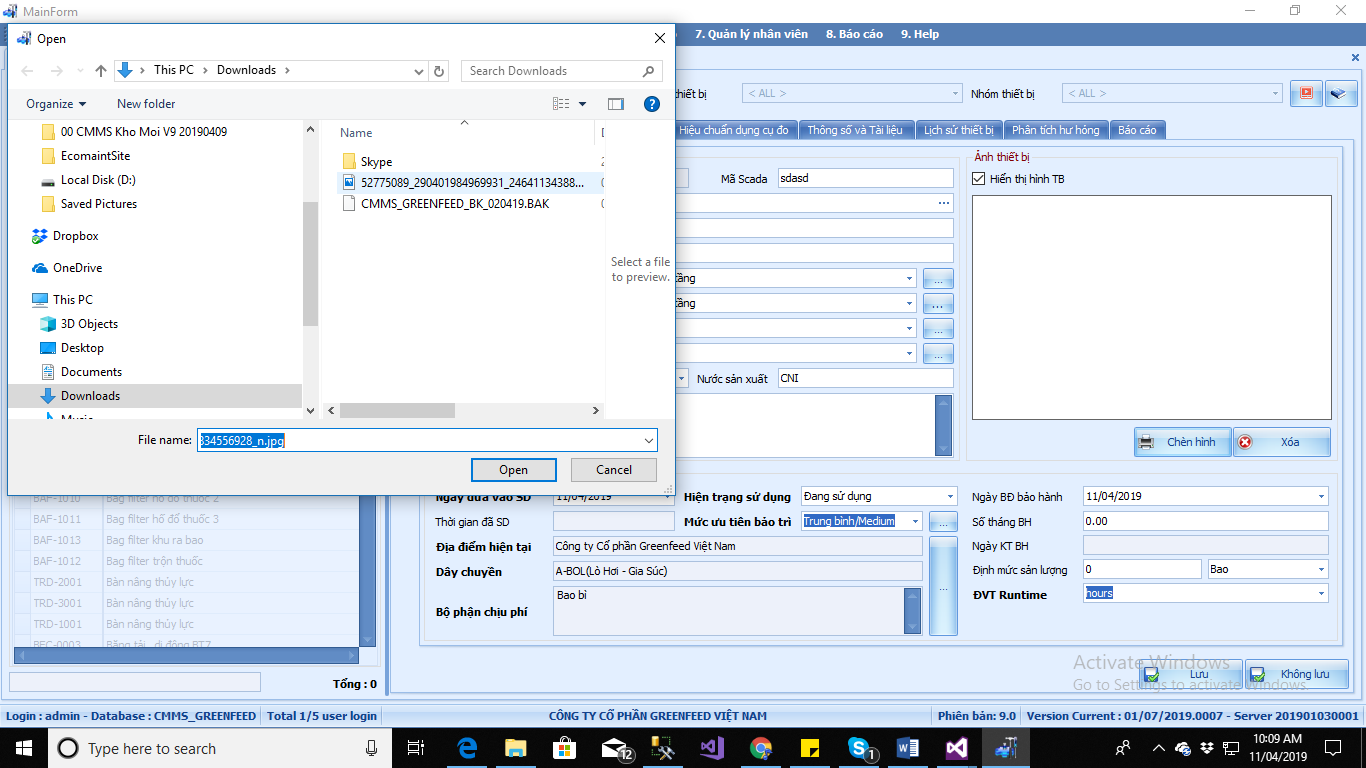 MainForm
Open
7. Quản lý nhân viên 8. Báo cáo 9. Help
This PC > Downloads >
Search Downloads
Organize
New folder
thiết bị
< ALL >
Nhóm thiết bị
< ALL >
00 CMMS Kho Moi V9 20190409
EcomaintSite
Local Disk (D:)
Saved Pictures
Dropbox
OneDrive
This PC
3D Objects
Desktop
Documents
Downloads
Music
Name
Skype
52775089_290401984969931_24641134388...
CMMS_GREENFEED_BK_020419.BAK
Select a file
to preview.
File name:
334556928_n.jpg
Open
Cancel
Hiệu chuẩn dụng cụ đo
Thông số và Tài liệu
Lịch sử thiết bị
Phân tích hư hỏng
Báo cáo
Mã Scada
sdasd
...
tầng
...
tầng
...
...
...
Nước sản xuất
CNI
Ảnh thiết bị
Hiển thị hình TB
Chèn hình
Xóa
BAF-1010 Bag filter hố đổ thuốc 2
BAF-1011 Bag filter hố đổ thuốc 3
BAF-1013 Bag filter khu ra bao
BAF-1012 Bag filter trộn thuốc
TRD-2001 Bàn nâng thủy lực
TRD-3001 Bàn nâng thủy lực
TRD-1001 Bàn nâng thủy lực
BEC-0003 Băng tải di động BT7
Tổng : 0
Ngày đưa vào SD
11/04/2019
Hiện trạng sử dụng
Đang sử dụng
Ngày BĐ bảo hành
11/04/2019
Thời gian đã SD
Mức ưu tiên bảo trì
Trung bình/Medium
...
Số tháng BH
0.00
Địa điểm hiện tại
Công ty Cổ phần Greenfeed Việt Nam
Ngày KT BH
Dây chuyền
A-BOL(Lò Hơi - Gia Súc)
Định mức sản lượng
0
Bao
Bộ phận chịu phí
Bao bì
...
ĐVT Runtime
hours
Activate Windows
Go to Settings to activate Windows.
Lưu
Không lưu
Login : admin - Database : CMMS_GREENFEED
Total 1/5 user login
CÔNG TY CỔ PHẦN GREENFEED VIỆT NAM
Phiên bản: 9.0
Version Current : 01/07/2019.0007 - Server 201901030001
Type here to search
12
1
10:09 AM
11/04/2019